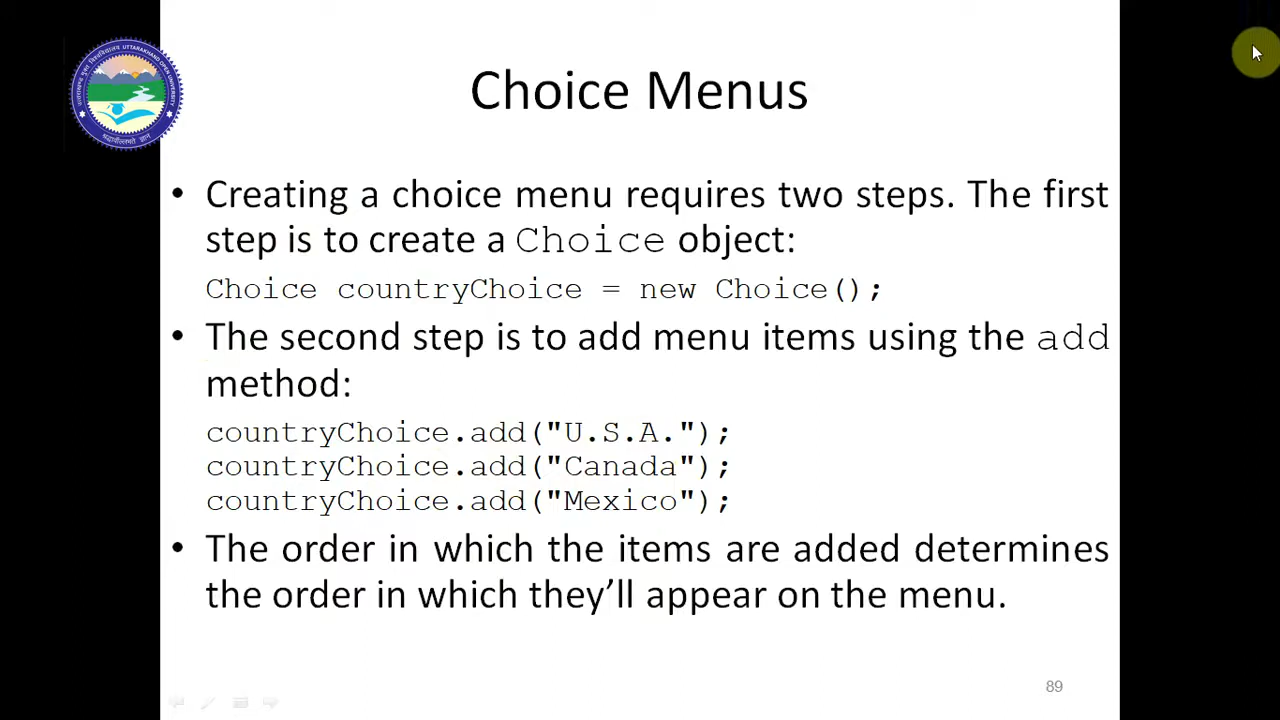 UTTARAKHAND OPEN UNIVERSITY
Choice Menus
• Creating a choice menu requires two steps. The first
step is to create a Choice object:
Choice countryChoice = new Choice();
• The second step is to add menu items using the add
method:
countryChoice.add("U.S.A.");
countryChoice.add("Canada");
countryChoice.add("Mexico");
• The order in which the items are added determines
the order in which they’ll appear on the menu.
89